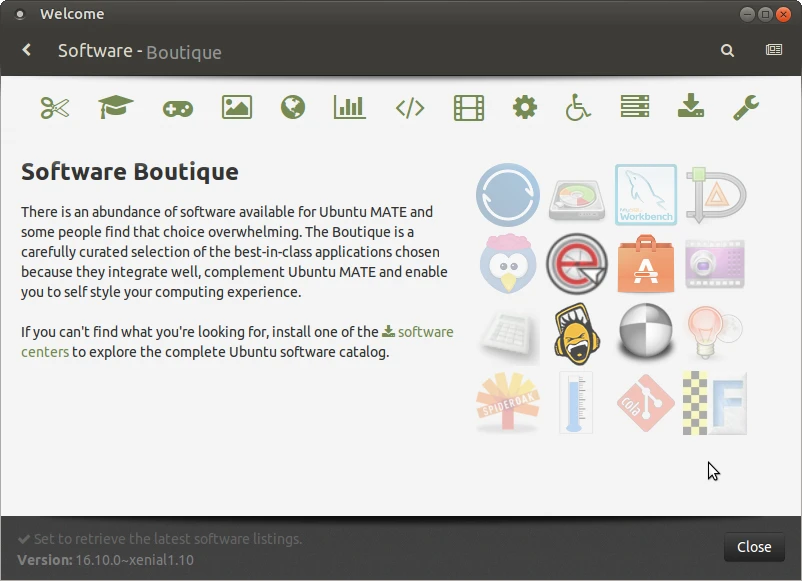 Welcome
Software - Boutique
Software Boutique
There is an abundance of software available for Ubuntu MATE and
some people find that choice overwhelming. The Boutique is a
carefully curated selection of the best-in-class applications chosen
because they integrate well, complement Ubuntu MATE and enable
you to self style your computing experience.
If you can't find what you're looking for, install one of the software
centers to explore the complete Ubuntu software catalog.
Workbench
SPIDEROAK
cola
F
Set to retrieve the latest software listings.
Version: 16.10.0~xenial1.10
Close